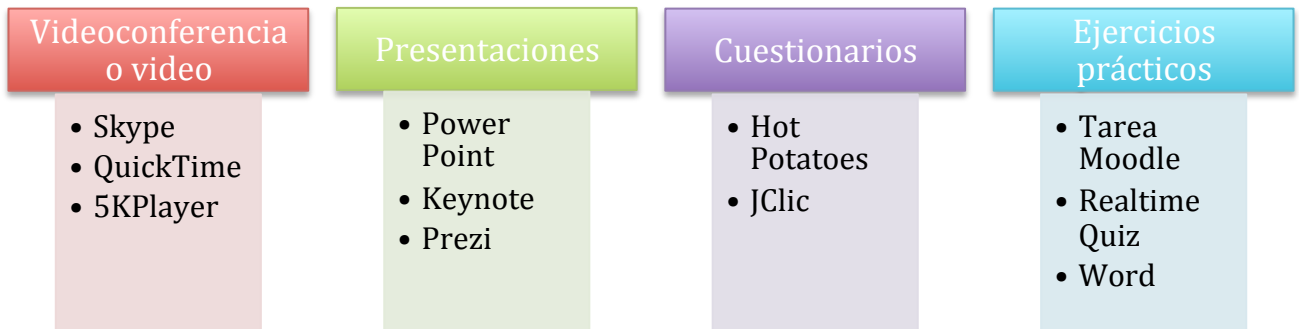 Videoconferencia
o video
• Skype
• QuickTime
• 5KPlayer
Presentaciones
• Power
Point
• Keynote
• Prezi
Cuestionarios
• Hot
Potatoes
• JClic
Ejercicios
prácticos
• Tarea
Moodle
• Realtime
Quiz
• Word